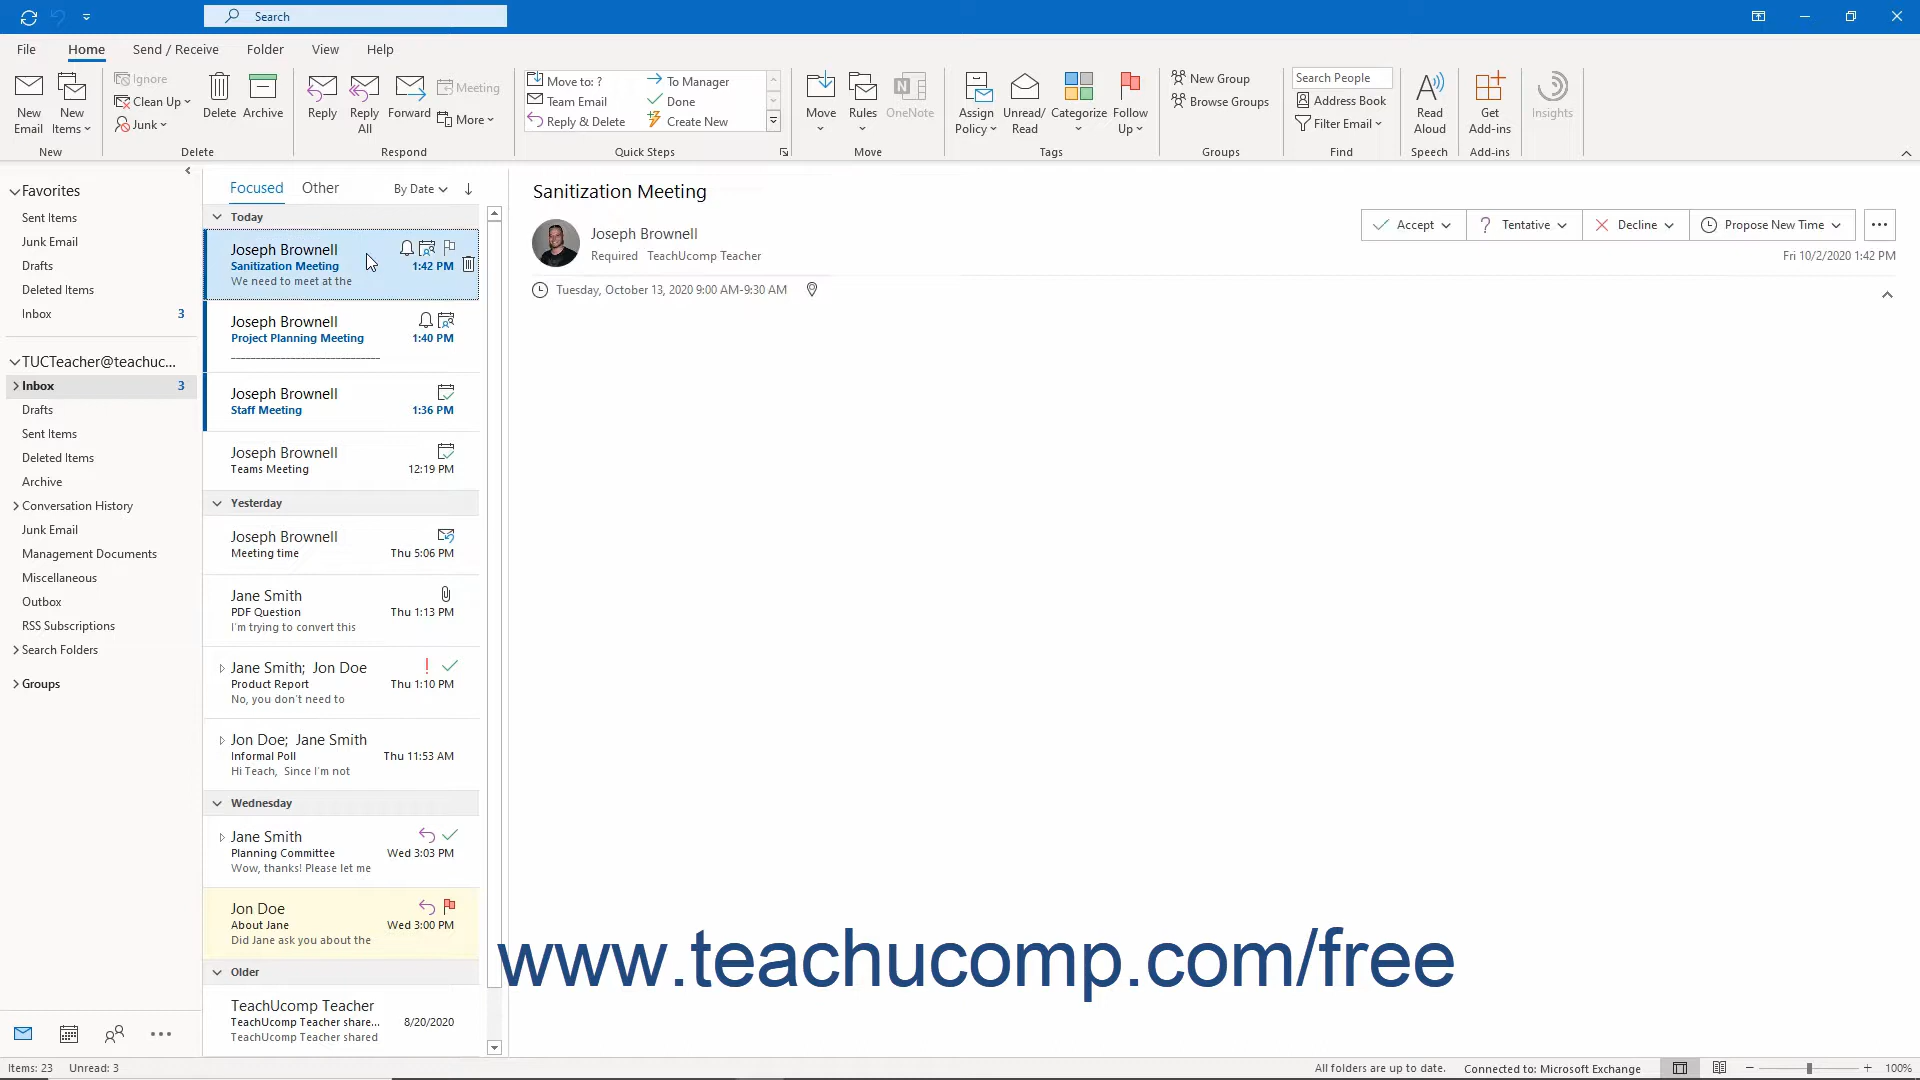 Search
File Home Send / Receive Folder View Help
New Email
New Items
New
Ignore
Clean Up
Junk
Delete
Archive
Delete
Reply
Reply All
Forward
Meeting
More
Respond
Move to: ?
Team Email
Reply & Delete
To Manager
Done
Create New
Quick Steps
Move
Rules
OneNote
Move
Assign Policy
Unread/ Read
Categorize
Follow Up
Tags
New Group
Browse Groups
Groups
Search People
Address Book
Filter Email
Find
Read Aloud
Speech
Get Add-ins
Add-ins
Insights
Favorites
Sent Items
Junk Email
Drafts
Deleted Items
Inbox 3
TUCTeacher@teachuc...
Inbox 3
Drafts
Sent Items
Deleted Items
Archive
Conversation History
Junk Email
Management Documents
Miscellaneous
Outbox
RSS Subscriptions
Search Folders
Groups
Focused Other By Date
Today
Joseph Brownell
Sanitization Meeting 1:42 PM
We need to meet at the
Joseph Brownell
Project Planning Meeting 1:40 PM
______________________________
Joseph Brownell
Staff Meeting 1:36 PM
Joseph Brownell
Teams Meeting 12:19 PM
Yesterday
Joseph Brownell
Meeting time Thu 5:06 PM
Jane Smith
PDF Question Thu 1:13 PM
I'm trying to convert this
Jane Smith; Jon Doe
Product Report Thu 1:10 PM
No, you don't need to
Jon Doe; Jane Smith
Informal Poll Thu 11:53 AM
Hi Teach, Since I'm not
Wednesday
Jane Smith
Planning Committee Wed 3:03 PM
Wow, thanks! Please let me
Jon Doe
About Jane Wed 3:00 PM
Did Jane ask you about the
Older
TeachUcomp Teacher
TeachUcomp Teacher share... 8/20/2020
TeachUcomp Teacher shared
Sanitization Meeting
Joseph Brownell
Required TeachUcomp Teacher
Accept Tentative Decline Propose New Time
Fri 10/2/2020 1:42 PM
Tuesday, October 13, 2020 9:00 AM-9:30 AM
www.teachucomp.com/free
Items: 23 Unread: 3
All folders are up to date. Connected to: Microsoft Exchange 100%